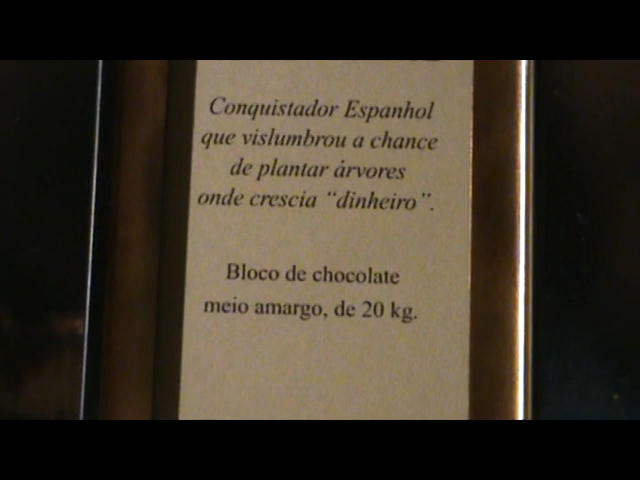 Conquistador Espanhol
que vislumbrou a chance
de plantar árvores
onde crescia “dinheiro”.
Bloco de chocolate
meio amargo, de 20 kg.